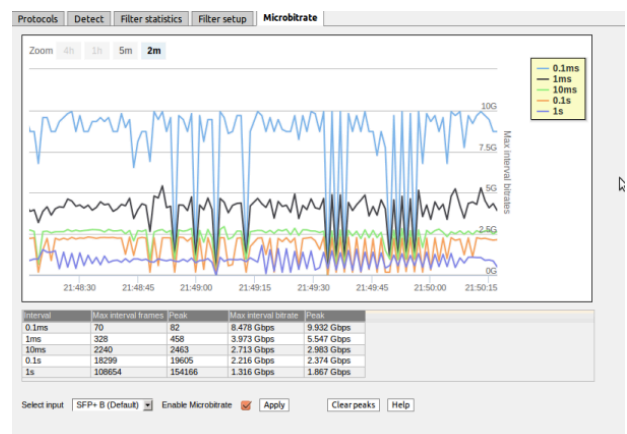 Protocols Detect Filter statistics Filter setup Microbitrate
Zoom 4h 1h 5m 2m
0.1ms
1ms
10ms
0.1s
1s
10G
7.5G
5G
2.5G
0G
Max interval bitrates
21:48:30 21:48:45 21:49:00 21:49:15 21:49:30 21:49:45 21:50:00 21:50:15
Interval Max interval frames Peak Max interval bitrate Peak
0.1ms 70 82 8.478 Gbps 9.932 Gbps
1ms 328 458 3.973 Gbps 5.547 Gbps
10ms 2240 2463 2.713 Gbps 2.983 Gbps
0.1s 18299 19605 2.216 Gbps 2.374 Gbps
1s 108654 154166 1.316 Gbps 1.867 Gbps
Select input SFP+ B (Default) Enable Microbitrate Apply Clear peaks Help